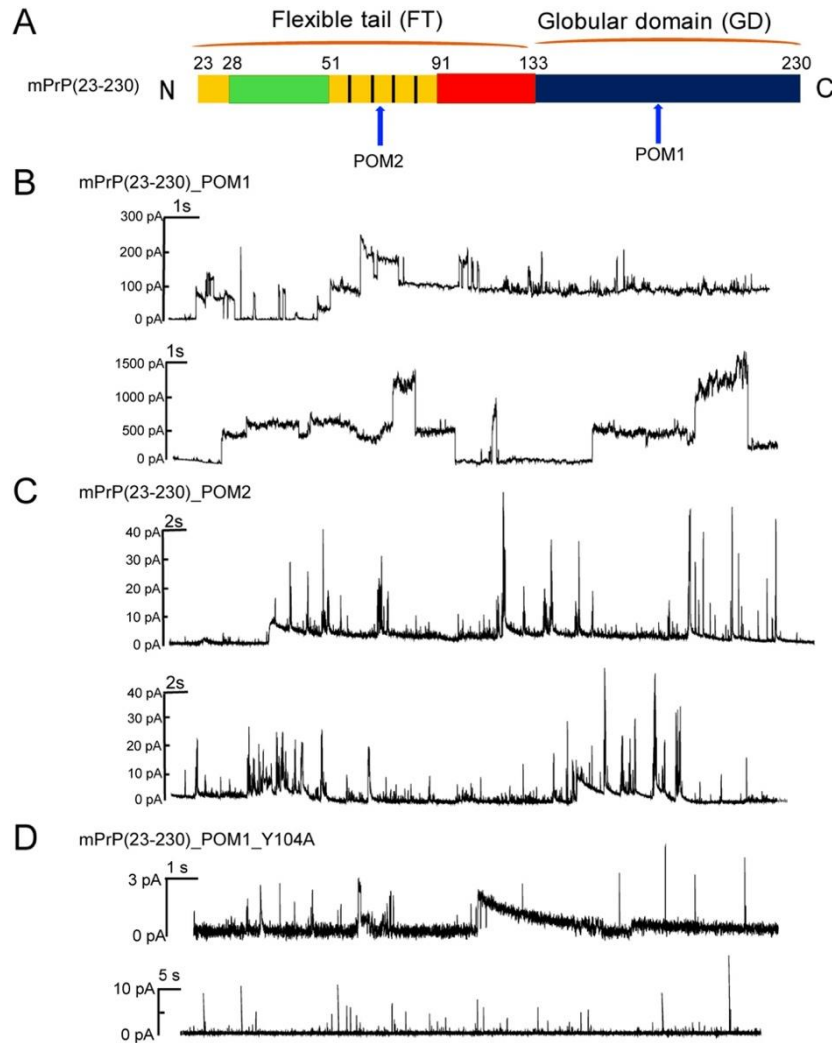 A
Flexible tail (FT)
Globular domain (GD)
23 28 51 91 133 230
mPrP(23-230) N C
POM2 POM1
B
mPrP(23-230)_POM1
1s
300 pA
200 pA
100 pA
0 pA
1s
1500 pA
1000 pA
500 pA
0 pA
C
mPrP(23-230)_POM2
2s
40 pA
30 pA
20 pA
10 pA
0 pA
2s
40 pA
30 pA
20 pA
10 pA
0 pA
D
mPrP(23-230)_POM1_Y104A
1 s
3 pA
0 pA
5 s
10 pA
0 pA